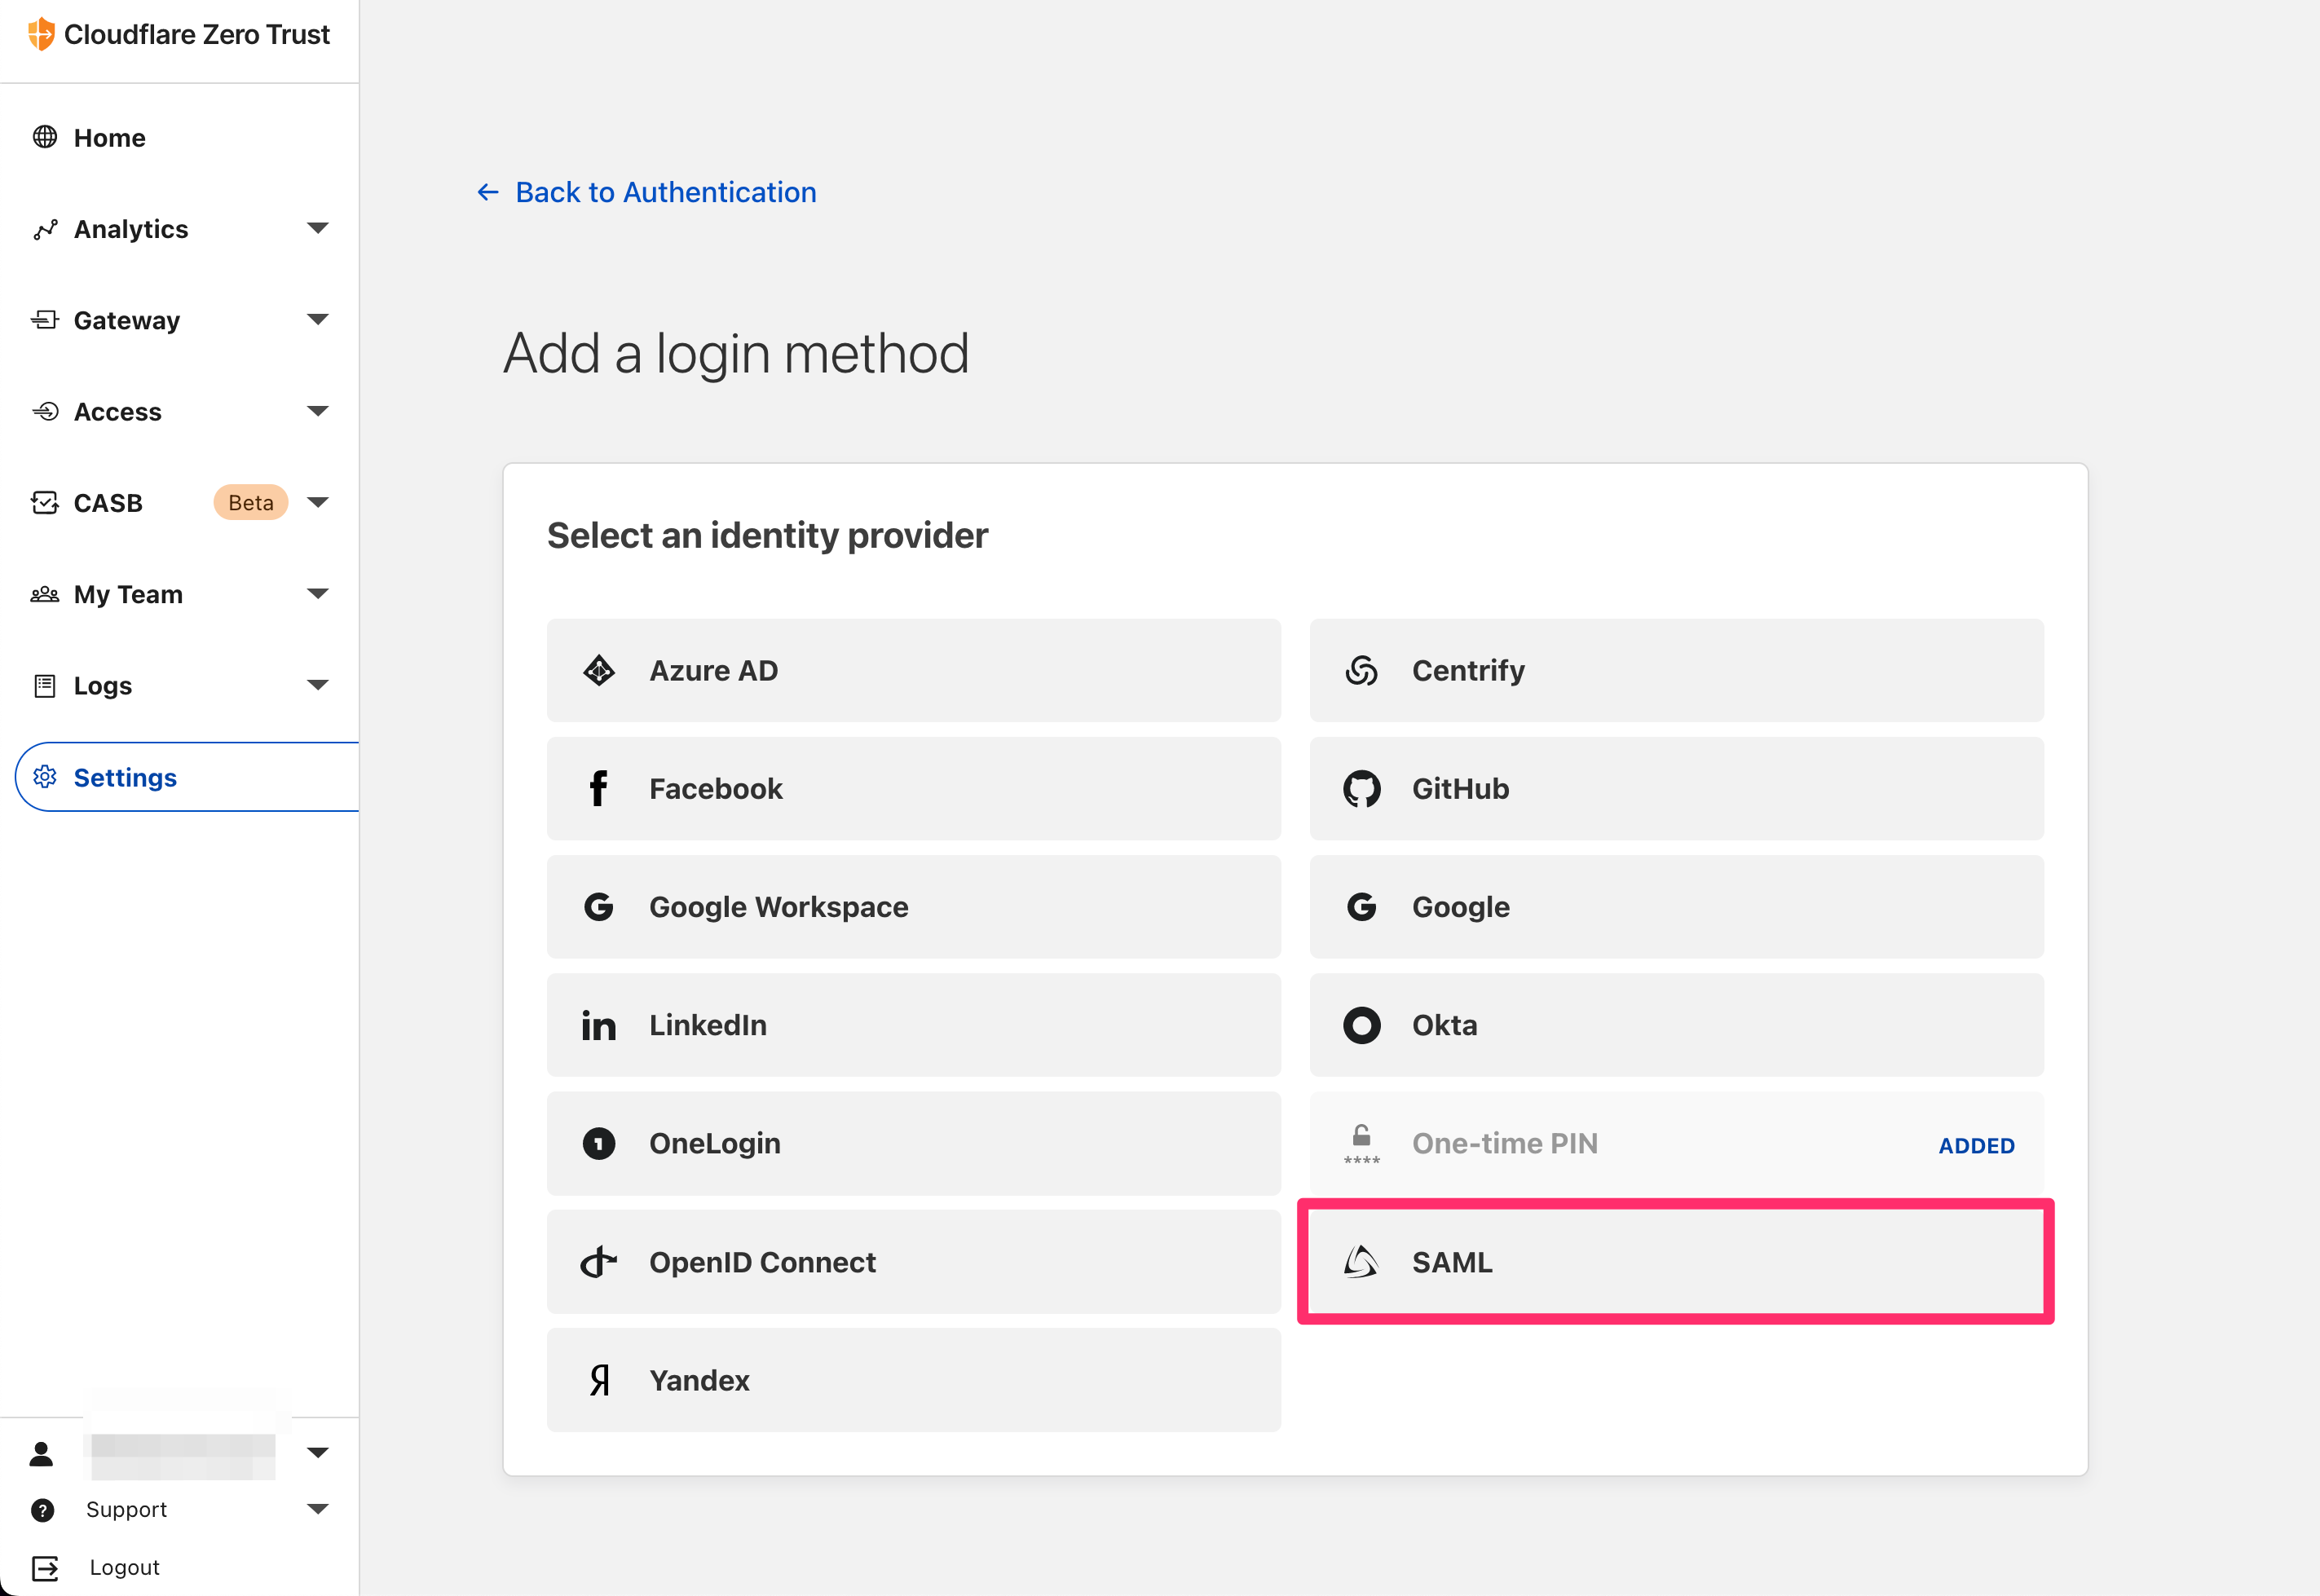 Cloudflare Zero Trust
Home
Analytics
Gateway
Access
CASB Beta
My Team
Logs
Settings
Support
Logout
Back to Authentication
Add a login method
Select an identity provider
Azure AD
Centrify
Facebook
GitHub
Google Workspace
Google
LinkedIn
Okta
OneLogin
One-time PIN ADDED
OpenID Connect
SAML
Yandex